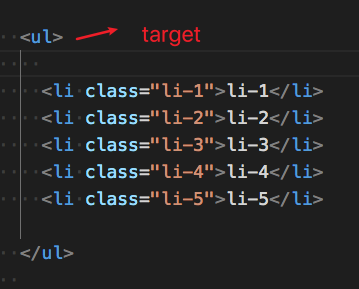 <ul> target
<li class="li-1">li-1</li>
<li class="li-2">li-2</li>
<li class="li-3">li-3</li>
<li class="li-4">li-4</li>
<li class="li-5">li-5</li>
</ul>